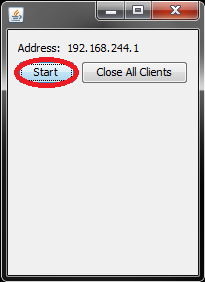 Address: 192.168.244.1
Start Close All Clients